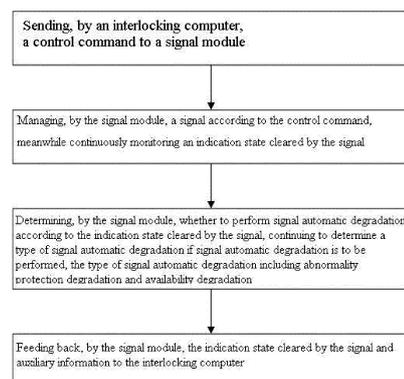 Sending, by an interlocking computer,
a control command to a signal module
Managing, by the signal module, a signal according to the control command,
meanwhile continuously monitoring an indication state cleared by the signal
Determining, by the signal module, whether to perform signal automatic degradation
according to the indication state cleared by the signal, continuing to determine a
type of signal automatic degradation if signal automatic degradation is to be
performed, the type of signal automatic degradation including abnormality
protection degradation and availability degradation
Feeding back, by the signal module, the indication state cleared by the signal and
auxiliary information to the interlocking computer